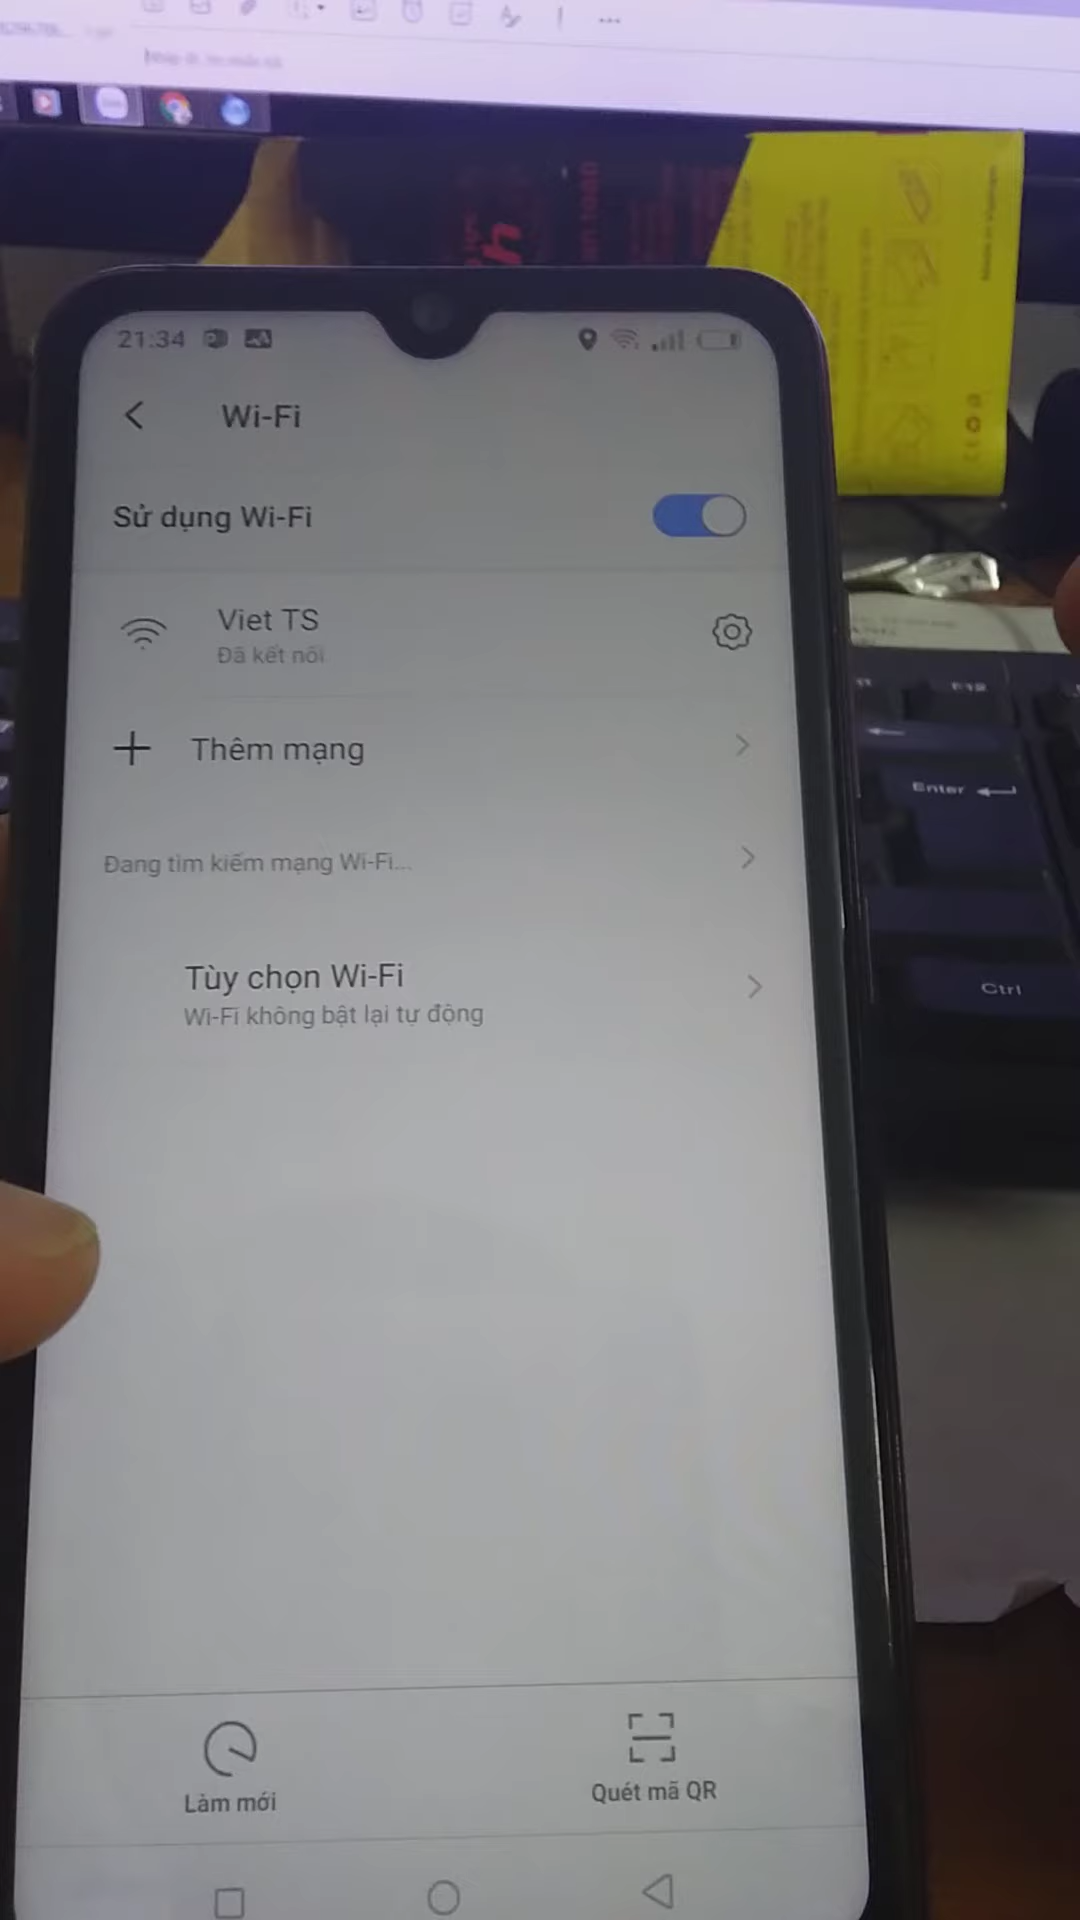 21:34
Wi-Fi
Sử dụng Wi-Fi
Viet TS
Đã kết nối
Thêm mạng
Đang tìm kiếm mạng Wi-Fi...
Tùy chọn Wi-Fi
Wi-Fi không bật lại tự động
Làm mới
Quét mã QR
F12
Enter
Ctrl